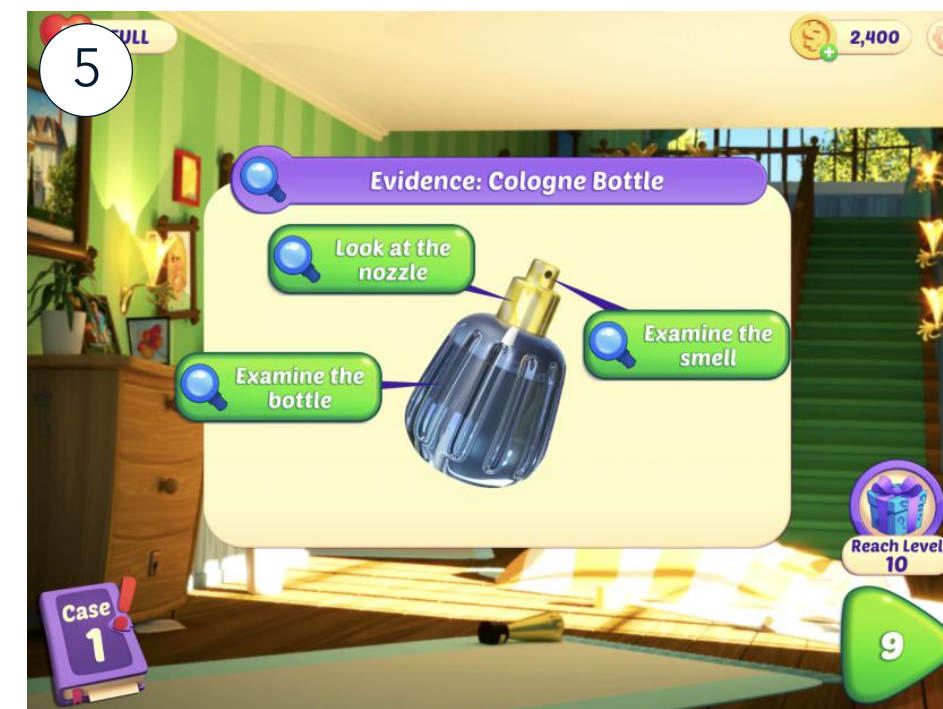 5
ULL
2,400
Evidence: Cologne Bottle
Look at the
nozzle
Examine the
smell
Examine the
bottle
Reach Level
10
Case
1
9